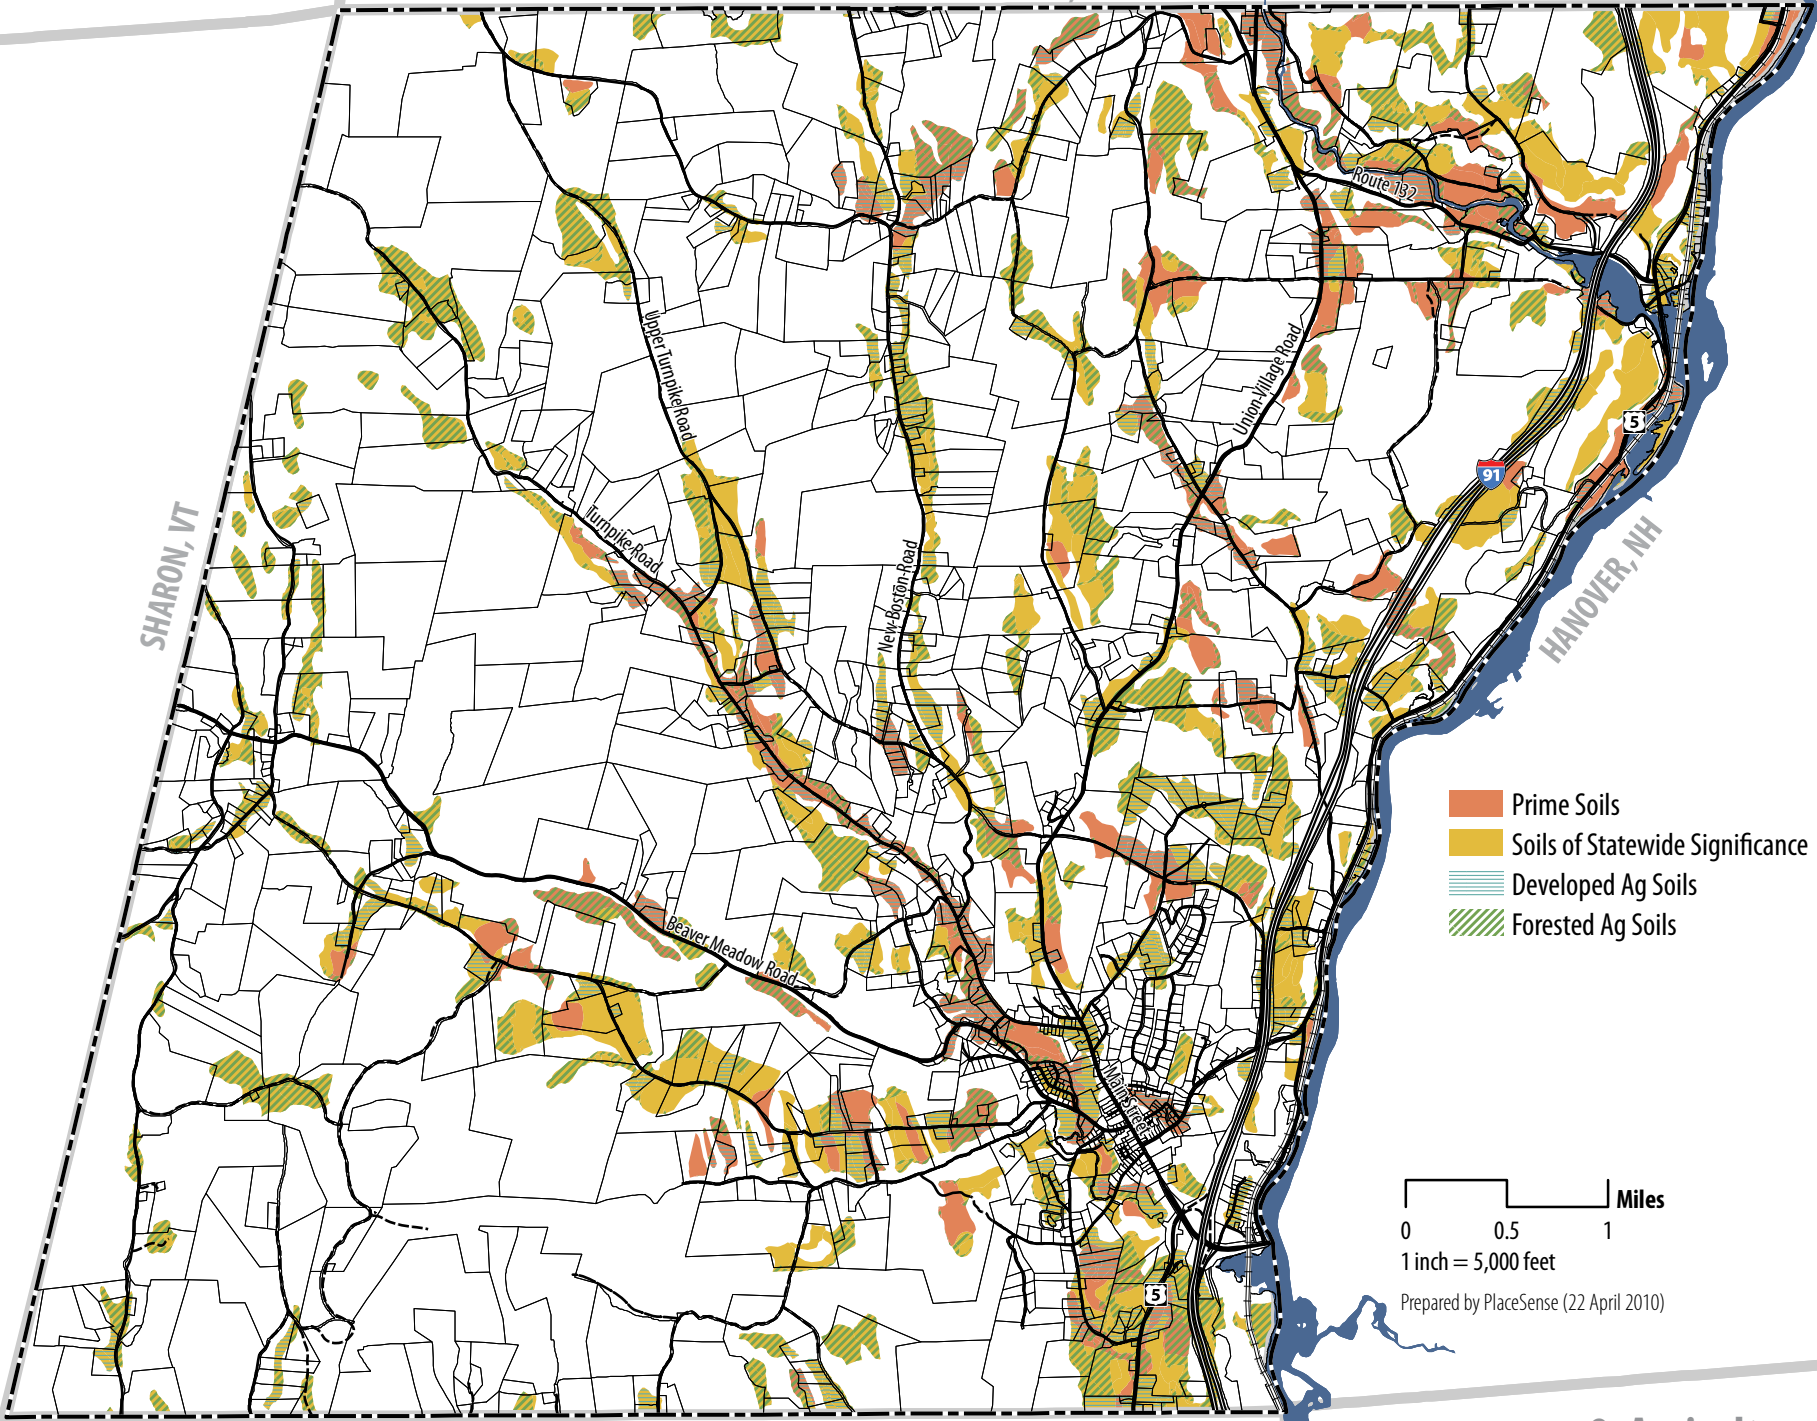 Route 132
Upper Turnpike Road
Union Village Road
5
91
Turnpike Road
SHARON, VT
New Boston Road
HANOVER, NH
Prime Soils
Soils of Statewide Significance
Developed Ag Soils
Forested Ag Soils
Beaver Meadow Road
Main Street
Miles
0 0.5 1
1 inch = 5,000 feet
5
Prepared by PlaceSense (22 April 2010)